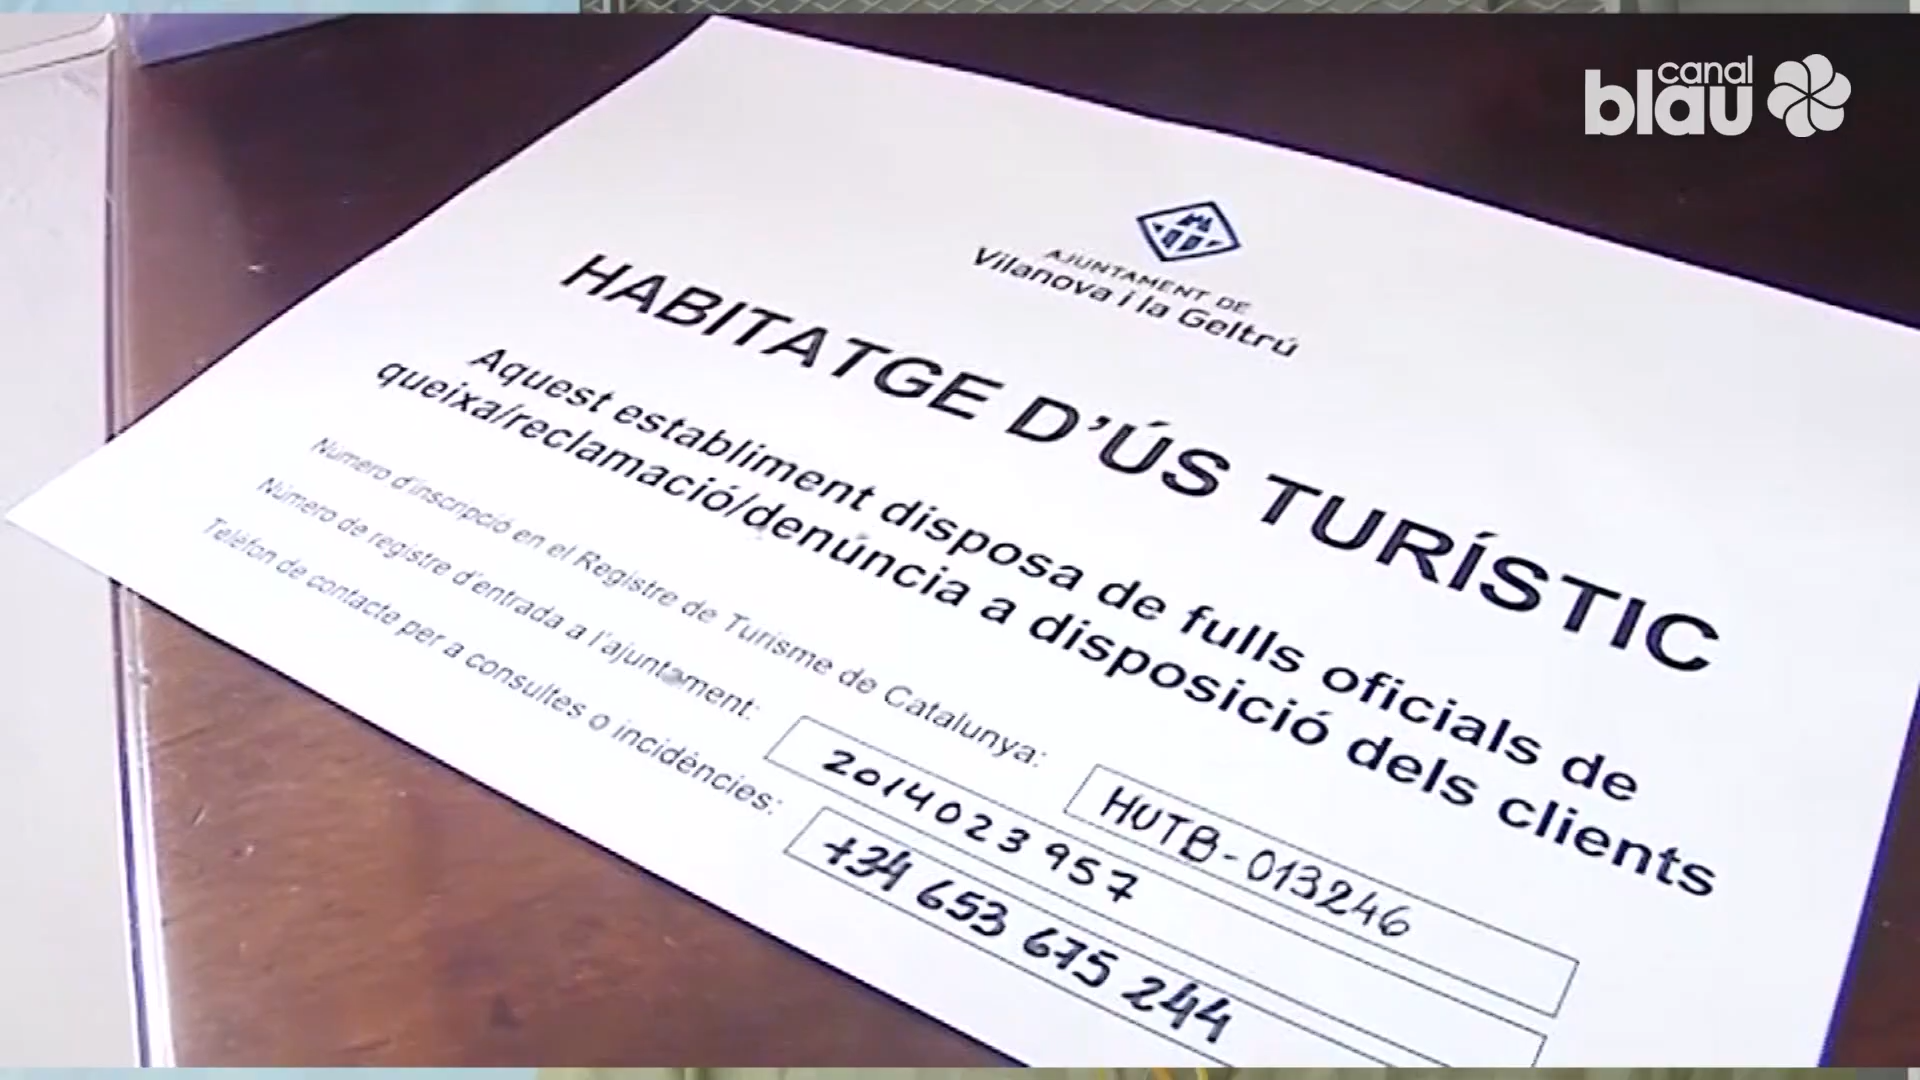 canal
blau
AJUNTAMENT DE
Vilanova i la Geltrú
HABITATGE D'ÚS TURÍSTIC
Aquest establiment disposa de fulls oficials de
queixa/reclamació/denúncia a disposició dels clients
Número d'inscripció en el Registre de Turisme de Catalunya: HUTB-013246
Número de registre d'entrada a l'ajuntament: 2014023957
Telèfon de contacte per a consultes o incidències: +34 653 675 244